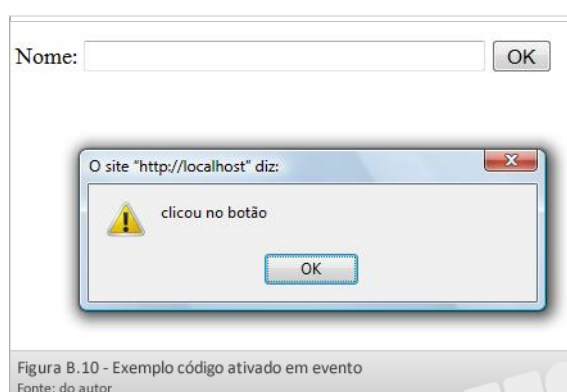 Nome:
OK
O site "http://localhost" diz:
clicou no botão
OK
Figura B.10 - Exemplo código ativado em evento
Fonte: do autor